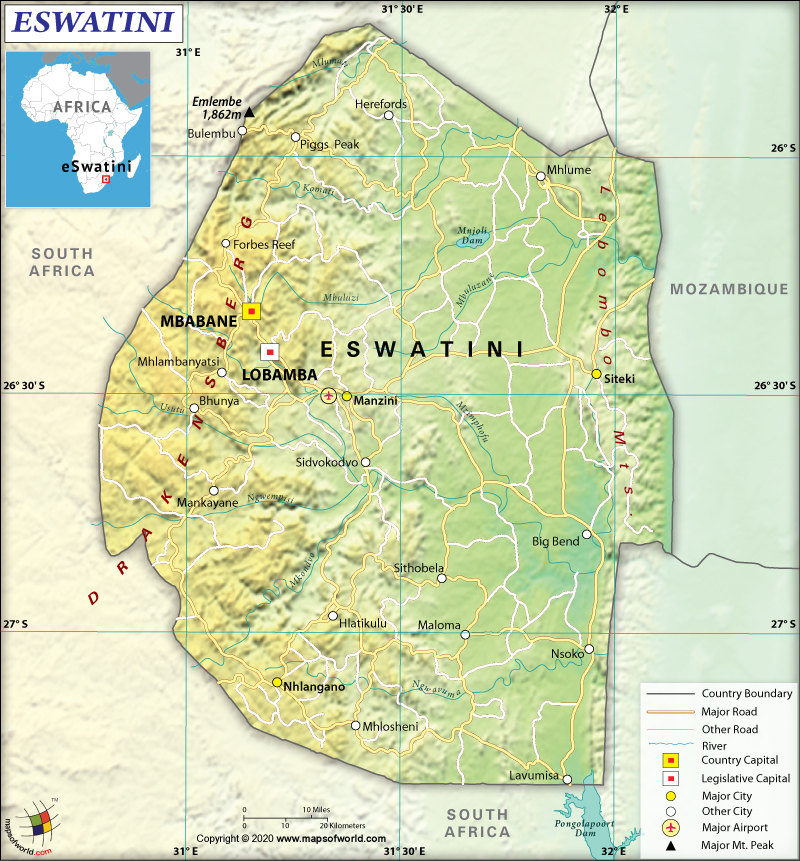 ESWATINI
31° E
31° 30' E
32° E
AFRICA
eSwatini
Emlembe
1,862m
Mlumati
Herefords
Bulembu
Piggs Peak
26° S
Mhlume
Komati
SOUTH
AFRICA
Forbes Reef
Mnjoli
Dam
Lebombo Mts.
MOZAMBIQUE
Mbuluzi
Mbuluzane
MBABANE
ESWATINI
LOBAMBA
Mhlambanyatsi
Siteki
26° 30' S
26° 30' S
Bhunya
Manzini
Usutu
Mzimphofu
DRAKENSBERG
Sidvokodvo
Mankayane
Ngwempisi
Big Bend
Mkondvo
Sithobela
27° S
27° S
Hlatikulu
Maloma
Nsoko
Nhlangano
Ngwavuma
Mhlosheni
Lavumisa
SOUTH
AFRICA
Pongolapoort
Dam
Country Boundary
Major Road
Other Road
River
Country Capital
Legislative Capital
Major City
Other City
Major Airport
Major Mt. Peak
0 10 Miles
0 10 20 Kilometers
Copyright © 2020 www.mapsofworld.com
31° E
31° 30' E
32° E
mapsofworld.com
TM